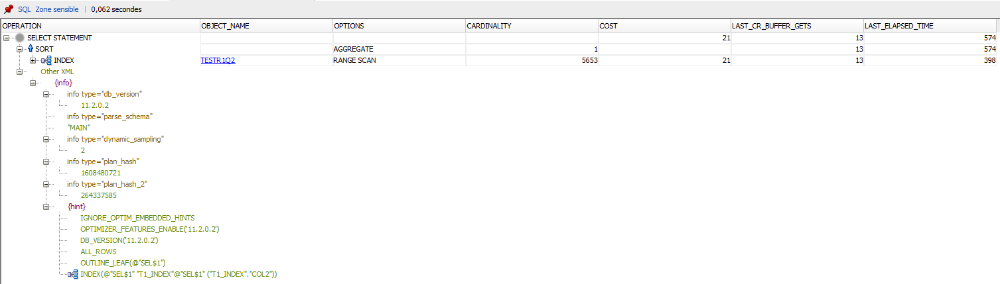 SQL Zone sensible | 0,062 secondes
OPERATION OBJECT_NAME OPTIONS CARDINALITY COST LAST_CR_BUFFER_GETS LAST_ELAPSED_TIME
SELECT STATEMENT 21 13 574
SORT AGGREGATE 1 13 574
INDEX TESTR1Q2 RANGE SCAN 5653 21 13 398
Other XML
{info}
info type="db_version"
11.2.0.2
info type="parse_schema"
"MAIN"
info type="dynamic_sampling"
2
info type="plan_hash"
1608480721
info type="plan_hash_2"
264337585
{hint}
IGNORE_OPTIM_EMBEDDED_HINTS
OPTIMIZER_FEATURES_ENABLE('11.2.0.2')
DB_VERSION('11.2.0.2')
ALL_ROWS
OUTLINE_LEAF(@"SEL$1")
INDEX(@"SEL$1" "T1_INDEX"@"SEL$1" ("T1_INDEX"."COL2"))